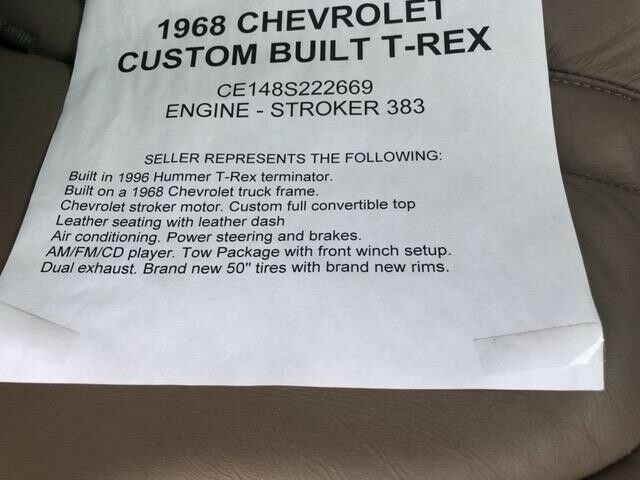 1968 CHEVROLET
CUSTOM BUILT T-REX
CE148S222669
ENGINE - STROKER 383
SELLER REPRESENTS THE FOLLOWING:
Built in 1996 Hummer T-Rex terminator.
Built on a 1968 Chevrolet truck frame.
Chevrolet stroker motor. Custom full convertible top
Leather seating with leather dash
Air conditioning. Power steering and brakes.
AM/FM/CD player. Tow Package with front winch setup.
Dual exhaust. Brand new 50" tires with brand new rims.